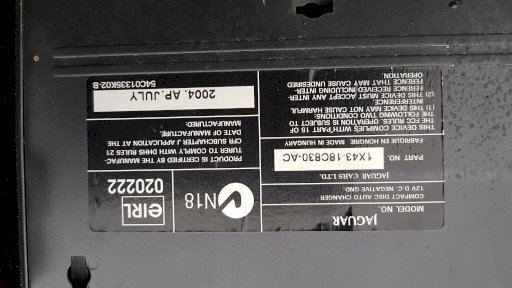 MODEL NO.
JAGUAR
COMPACT DISC AUTO CHANGER
12V D.C. NEGATIVE GND
JAGUAR CARS LTD.
PART NO. 1X43-18C830-AC
FABRIQUÉ EN HONGRIE MADE IN HUNGARY
THIS DEVICE COMPLIES WITH "PART 15 OF
THE FCC RULES. OPERATION IS SUBJECT TO
THE FOLLOWING TWO CONDITIONS:
(1) THIS DEVICE MAY NOT CAUSE HARMFUL
INTERFERENCE.
(2) THIS DEVICE MUST ACCEPT ANY INTER-
FERENCE RECEIVED INCLUDING INTER-
FERENCE THAT MAY CAUSE UNDESIRED
OPERATION.
N18
eIRL
020222
PRODUCT IS CERTIFIED BY THE MANUFAC-
TURER TO COMPLY WITH DHHS RULES 21
CFR SUBCHAPTER J APPLICATION AT THE
DATE OF MANUFACTURE.
MANUFACTURED:
2004. AP.JULY
54C01335K02-B